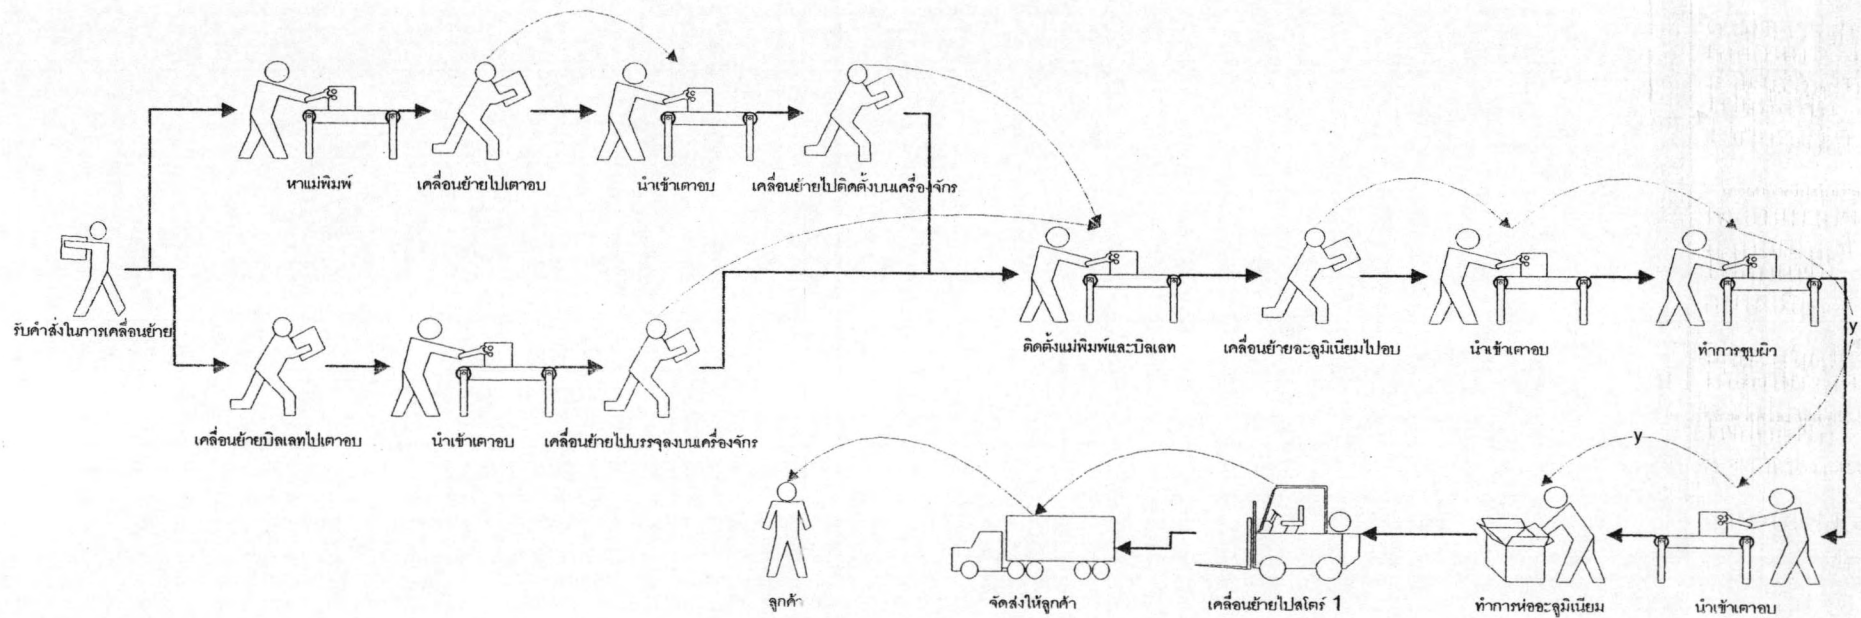 หาแม่พิมพ์
เคลื่อนย้ายไปเตาอบ
นำเข้าเตาอบ
เคลื่อนย้ายไปติดตั้งบนเครื่องจักร
รับคำสั่งในการเคลื่อนย้าย
ติดตั้งแม่พิมพ์และบิลเลท
เคลื่อนย้ายอะลูมิเนียมไปอบ
นำเข้าเตาอบ
ทำการชุบผิว
y
เคลื่อนย้ายบิลเลทไปเตาอบ
นำเข้าเตาอบ
เคลื่อนย้ายไปบรรจุลงบนเครื่องจักร
y
ลูกค้า
จัดส่งให้ลูกค้า
เคลื่อนย้ายไปสโตร์ 1
ทำการห่ออะลูมิเนียม
นำเข้าเตาอบ